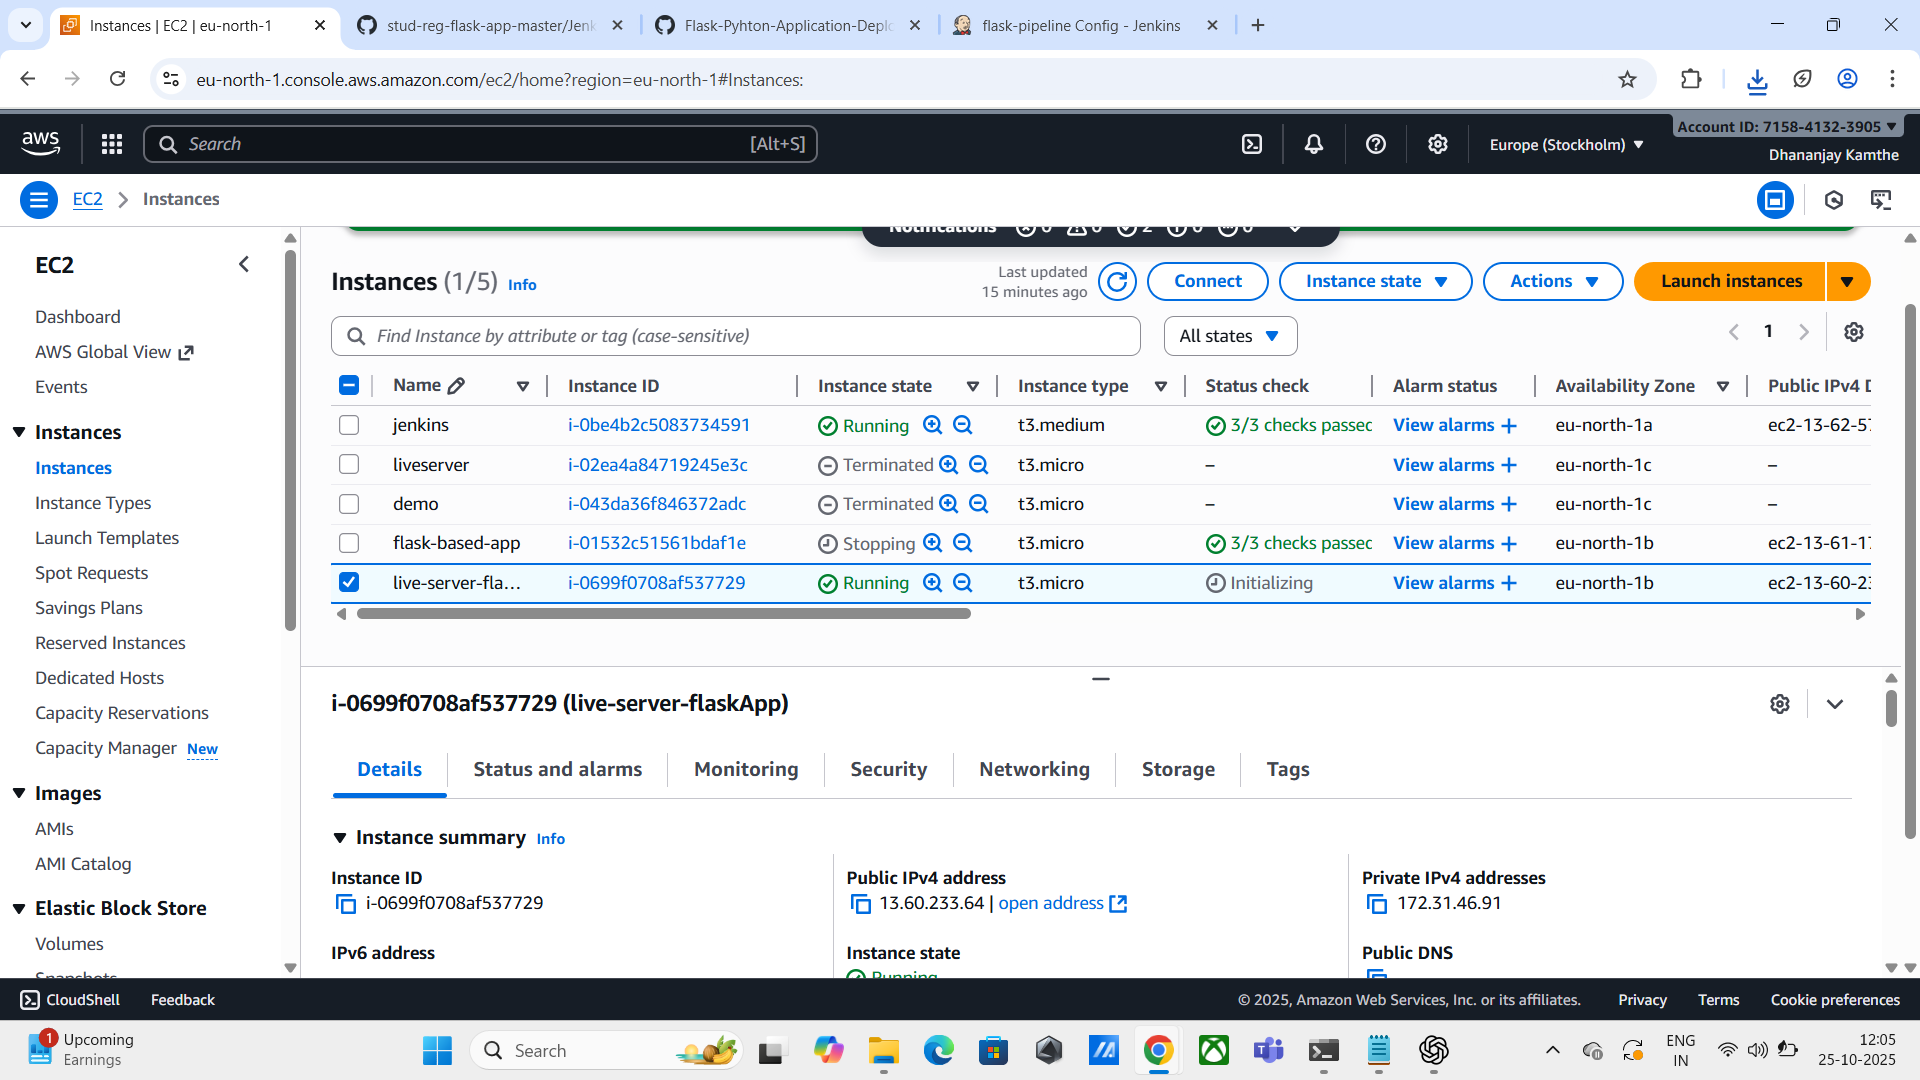 Instances | EC2 | eu-north-1
stud-reg-flask-app-master/Jenk
Flask-Pyhton-Application-Deplo
flask-pipeline Config - Jenkins
eu-north-1.console.aws.amazon.com/ec2/home?region=eu-north-1#Instances:
aws
Search
[Alt+S]
Europe (Stockholm)
Account ID: 7158-4132-3905
Dhananjay Kamthe
EC2
Instances
EC2
Dashboard
AWS Global View
Events
Instances
Instances
Instance Types
Launch Templates
Spot Requests
Savings Plans
Reserved Instances
Dedicated Hosts
Capacity Reservations
Capacity Manager New
Images
AMIs
AMI Catalog
Elastic Block Store
Volumes
Snapshots
Notifications 0 0 2 0 0
Instances (1/5) Info
Last updated
15 minutes ago
Connect
Instance state
Actions
Launch instances
Find Instance by attribute or tag (case-sensitive)
All states
1
Name Instance ID Instance state Instance type Status check Alarm status Availability Zone Public IPv4 D
jenkins i-0be4b2c5083734591 Running t3.medium 3/3 checks passed View alarms + eu-north-1a ec2-13-62-57
liveserver i-02ea4a84719245e3c Terminated t3.micro – View alarms + eu-north-1c –
demo i-043da36f846372adc Terminated t3.micro – View alarms + eu-north-1c –
flask-based-app i-01532c51561bdaf1e Stopping t3.micro 3/3 checks passed View alarms + eu-north-1b ec2-13-61-17
live-server-fla... i-0699f0708af537729 Running t3.micro Initializing View alarms + eu-north-1b ec2-13-60-23
i-0699f0708af537729 (live-server-flaskApp)
Details
Status and alarms
Monitoring
Security
Networking
Storage
Tags
Instance summary Info
Instance ID
i-0699f0708af537729
Public IPv4 address
13.60.233.64 | open address
Private IPv4 addresses
172.31.46.91
IPv6 address
Instance state
Running
Public DNS
CloudShell
Feedback
© 2025, Amazon Web Services, Inc. or its affiliates.
Privacy
Terms
Cookie preferences
1
Upcoming
Earnings
Search
ENG
IN
12:05
25-10-2025